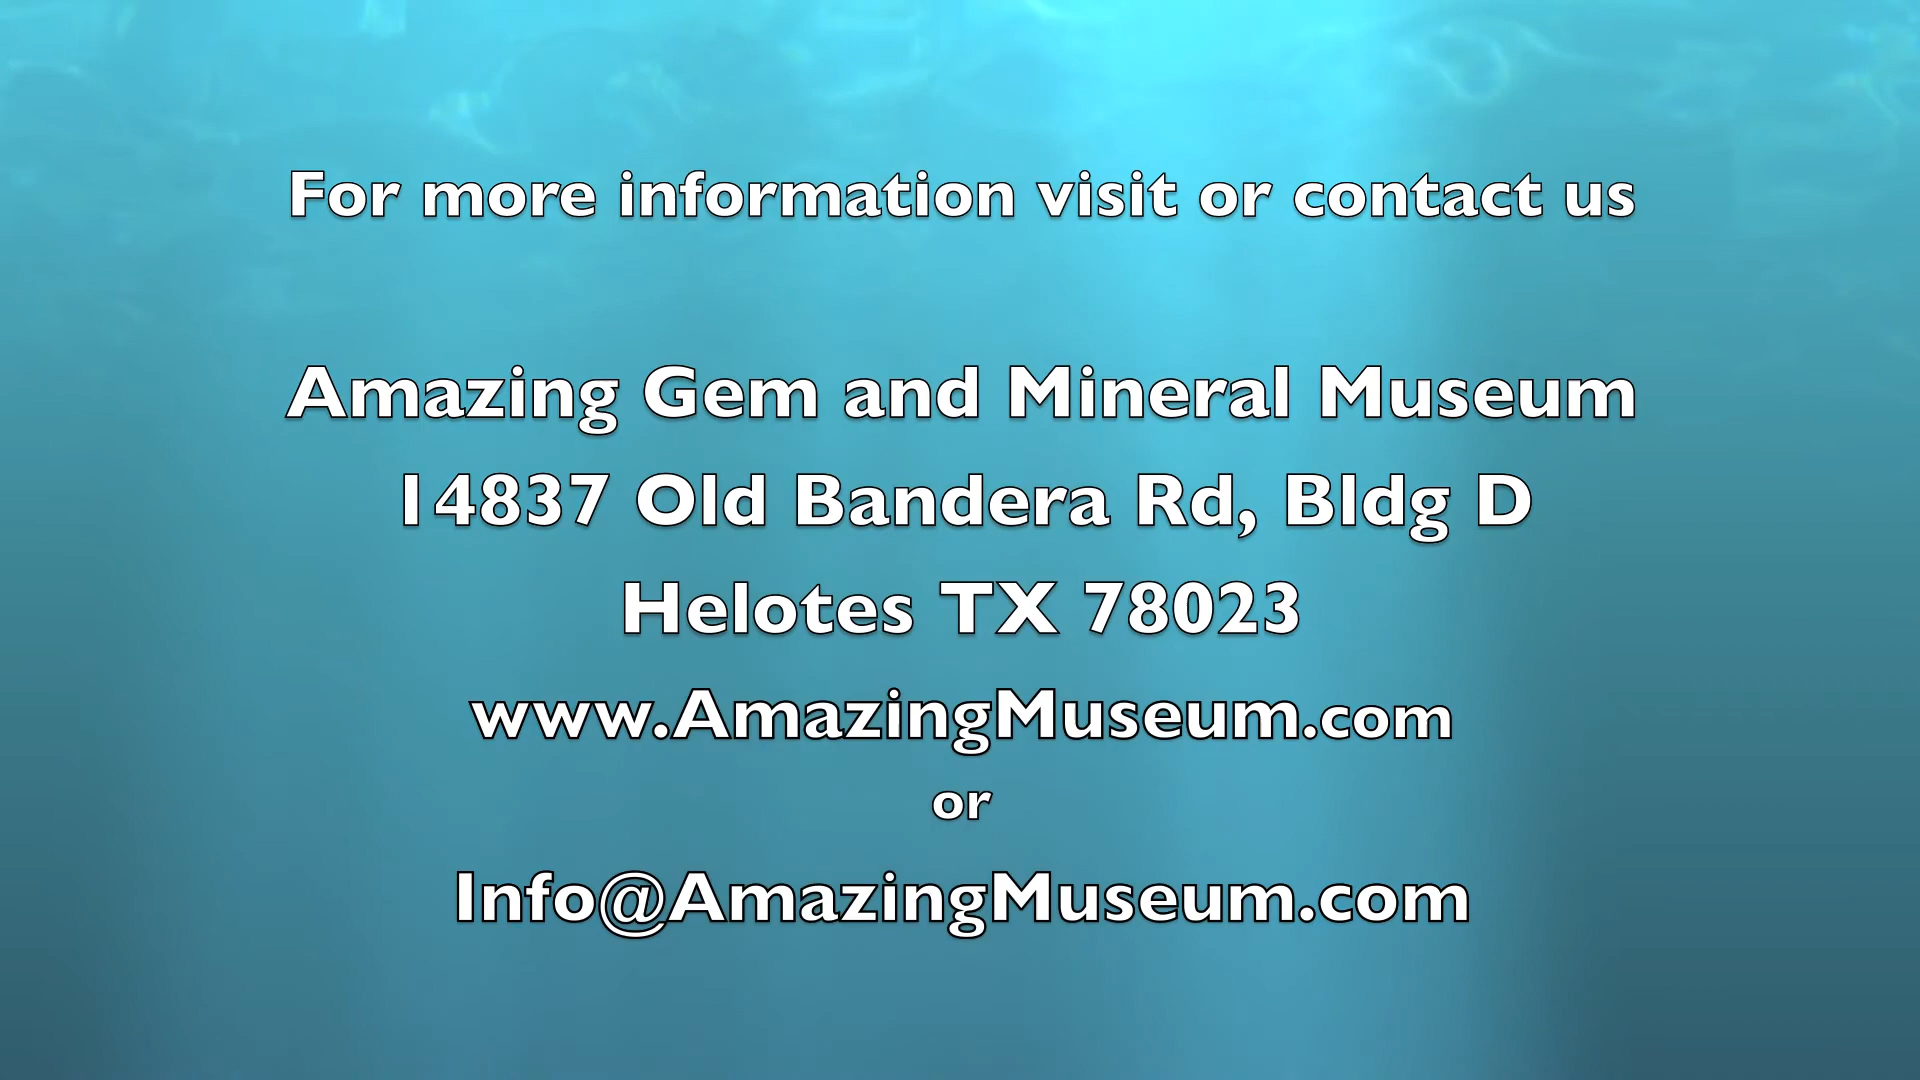 For more information visit or contact us
Amazing Gem and Mineral Museum
14837 Old Bandera Rd, Bldg D
Helotes TX 78023
www.AmazingMuseum.com
or
Info@AmazingMuseum.com